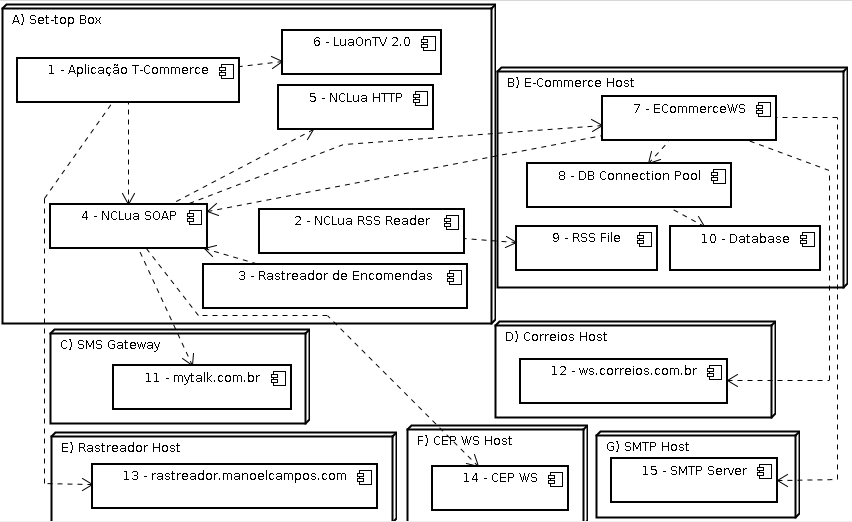 A) Set-top Box
6 - LuaOnTV 2.0
1 - Aplicação T-Commerce
5 - NCLua HTTP
B) E-Commerce Host
7 - ECommerceWS
8 - DB Connection Pool
4 - NCLua SOAP
2 - NCLua RSS Reader
9 - RSS File
10 - Database
3 - Rastreador de Encomendas
C) SMS Gateway
D) Correios Host
11 - mytalk.com.br
12 - ws.correios.com.br
E) Rastreador Host
F) CEP WS Host
G) SMTP Host
13 - rastreador.manoelcampos.com
14 - CEP WS
15 - SMTP Server